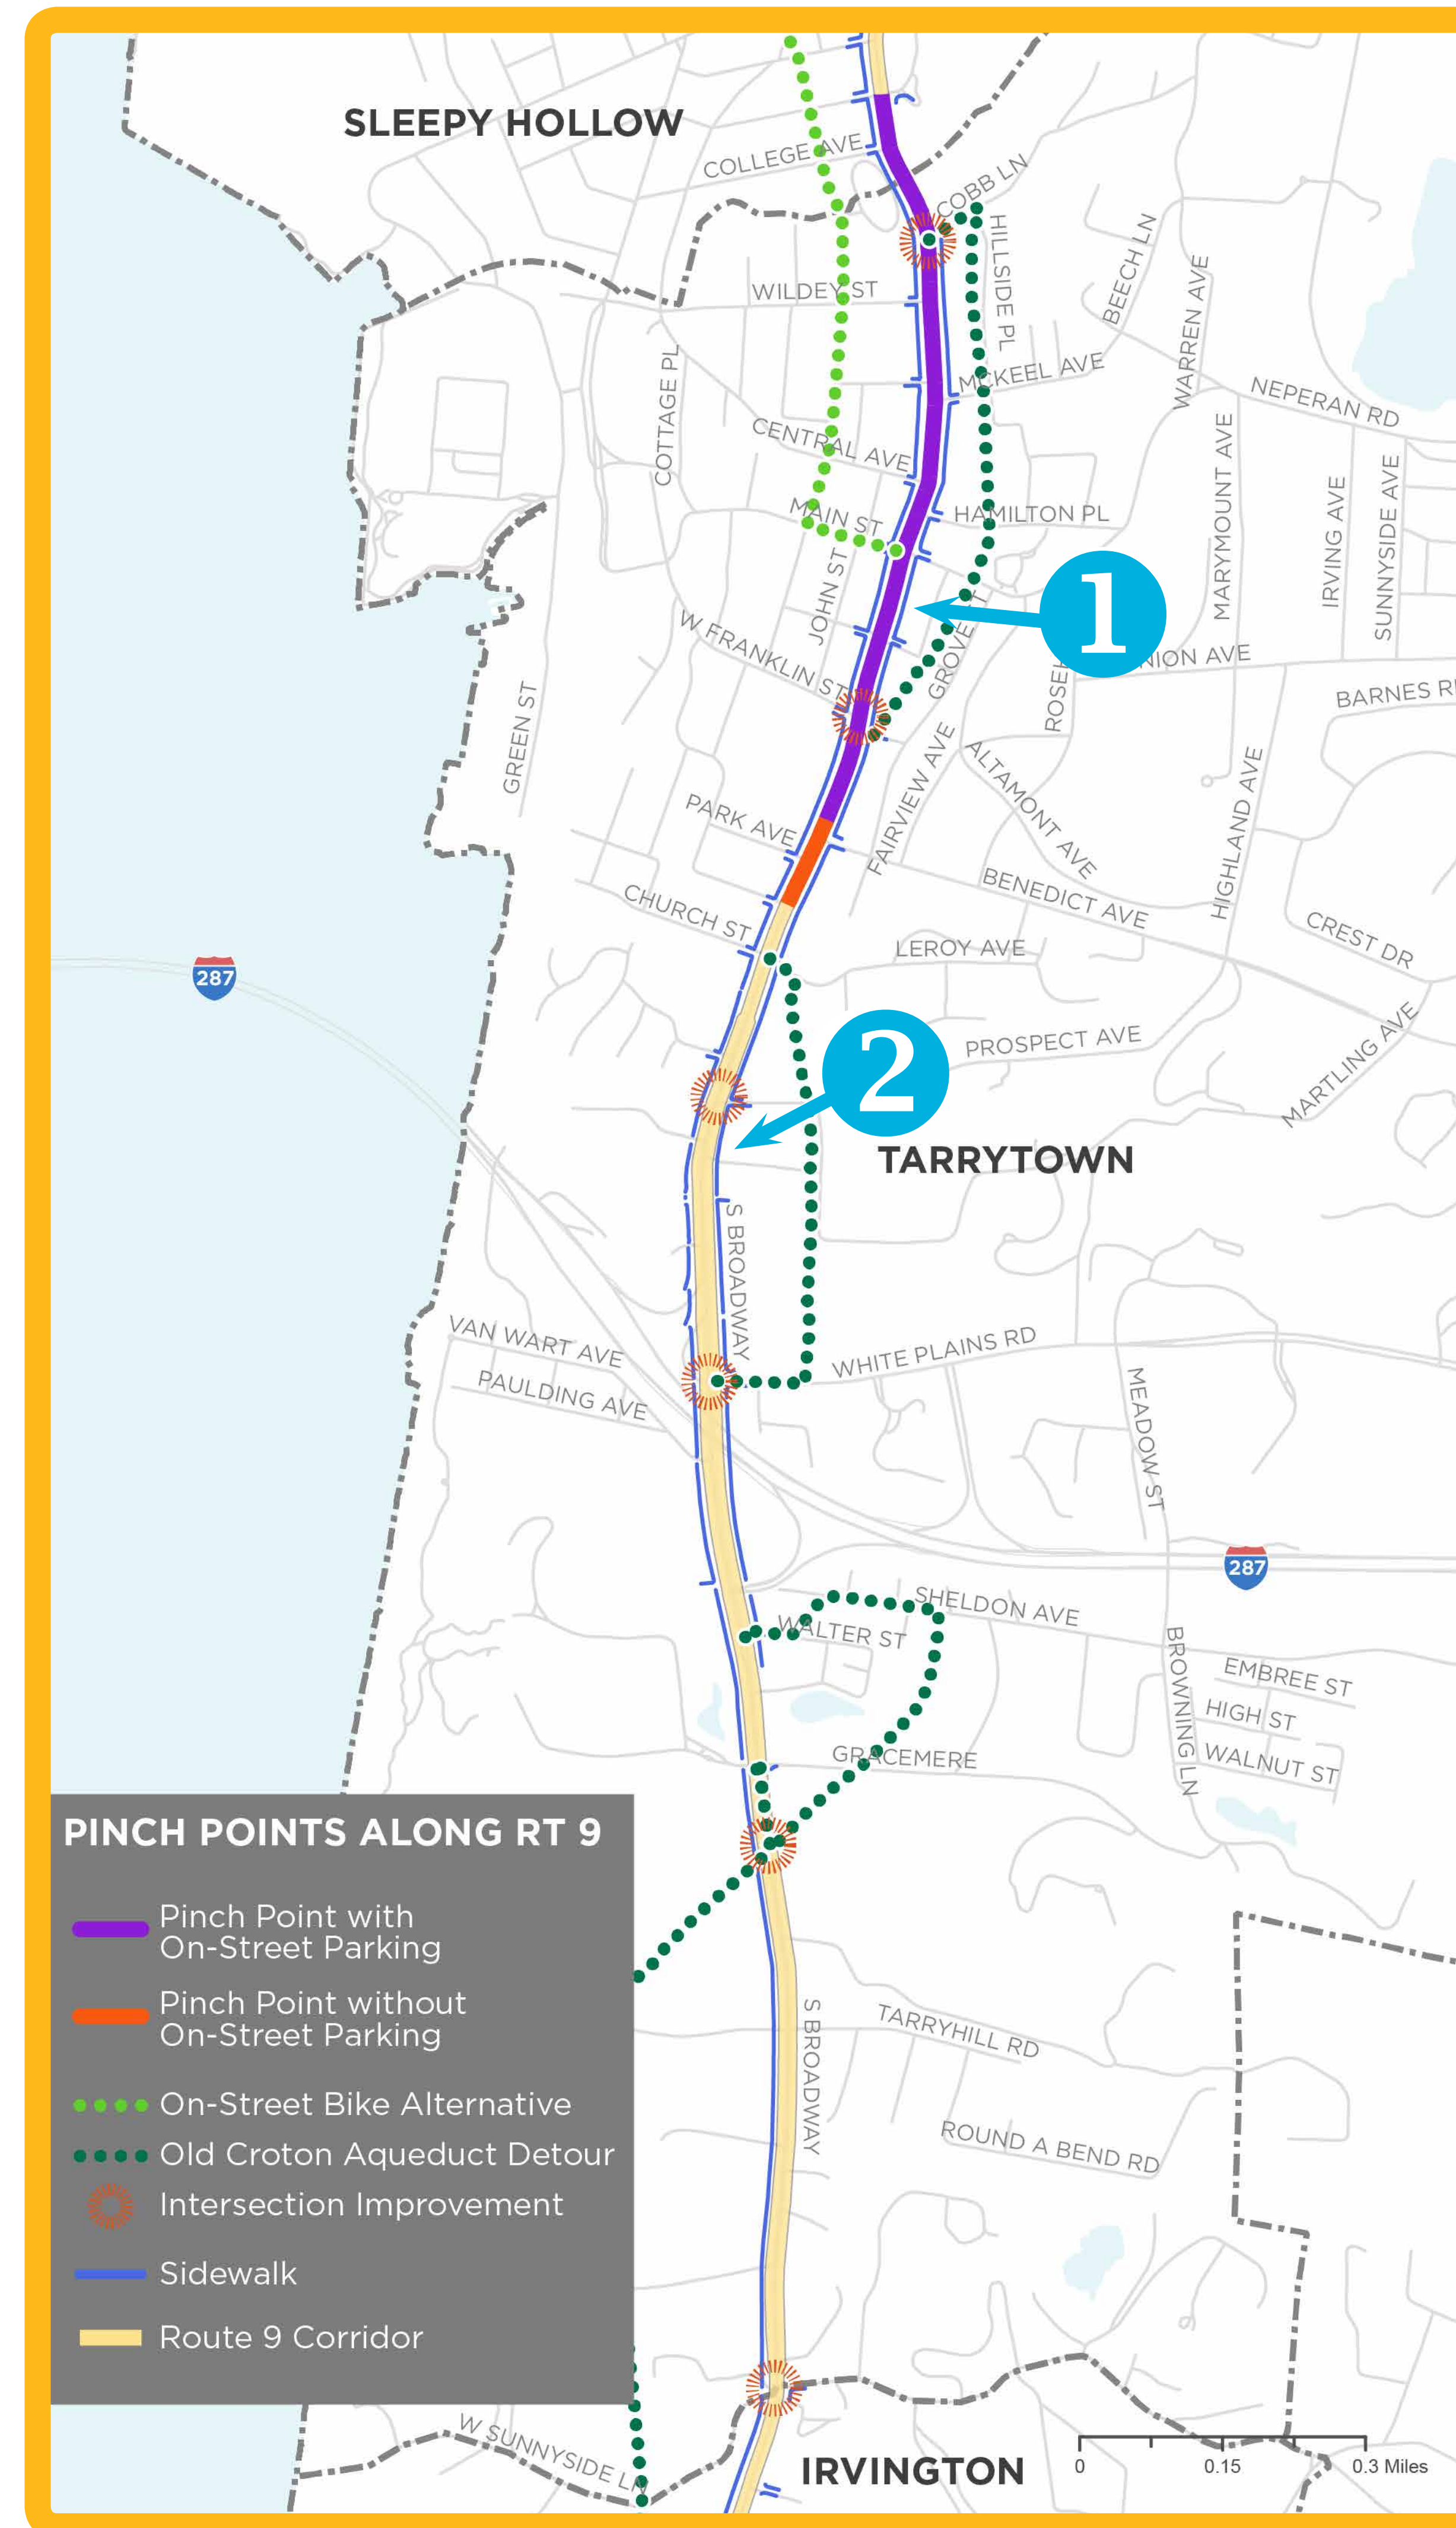 SLEEPY HOLLOW
COLLEGE AVE
COBB LN
HILLSIDE PL
BEECH LN
WARREN AVE
WILDEY ST
MCKEEL AVE
NEPERAN RD
COTTAGE PL
CENTRAL AVE
MARYMOUNT AVE
IRVING AVE
SUNNYSIDE AVE
MAIN ST
HAMILTON PL
JOHN ST
1
W FRANKLIN ST
GROVE ST
NION AVE
BARNES R
GREEN ST
FAIRVIEW AVE
ALTAMONT AVE
HIGHLAND AVE
PARK AVE
BENEDICT AVE
CHURCH ST
LEROY AVE
CREST DR
287
PROSPECT AVE
MARTLING AVE
2
TARRYTOWN
S BROADWAY
VAN WART AVE
WHITE PLAINS RD
PAULDING AVE
MEADOW ST
287
SHELDON AVE
WALTER ST
BROWNING LN
EMBREE ST
HIGH ST
GRACEMERE
WALNUT ST
PINCH POINTS ALONG RT 9
Pinch Point with
On-Street Parking
Pinch Point without
On-Street Parking
On-Street Bike Alternative
Old Croton Aqueduct Detour
Intersection Improvement
Sidewalk
Route 9 Corridor
S BROADWAY
TARRYHILL RD
ROUND A BEND RD
W SUNNYSIDE LN
IRVINGTON
0 0.15 0.3 Miles